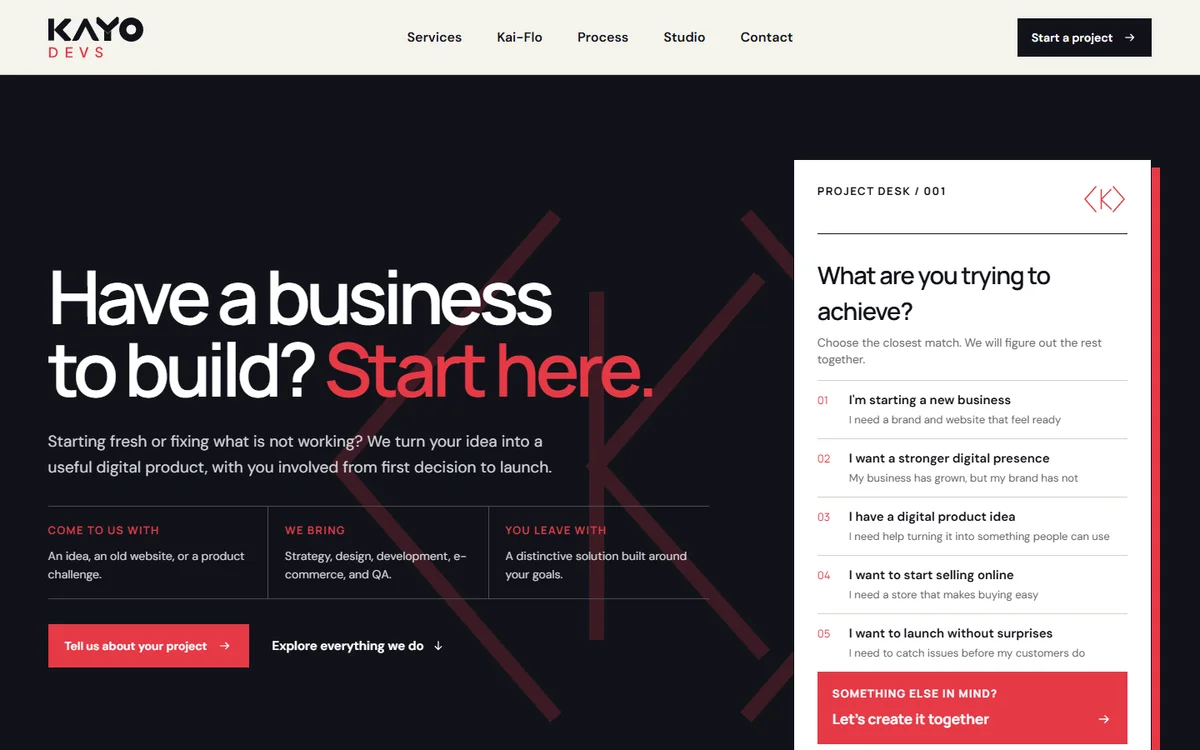 KAYO
DEVS
Services
Kai-Flo
Process
Studio
Contact
Start a project →
Have a business
to build? Start here.
Starting fresh or fixing what is not working? We turn your idea into a
useful digital product, with you involved from first decision to launch.
COME TO US WITH
An idea, an old website, or a product
challenge.
WE BRING
Strategy, design, development, e-
commerce, and QA.
YOU LEAVE WITH
A distinctive solution built around
your goals.
Tell us about your project →
Explore everything we do ↓
PROJECT DESK / 001
<K>
What are you trying to
achieve?
Choose the closest match. We will figure out the rest
together.
01 I'm starting a new business
I need a brand and website that feel ready
02 I want a stronger digital presence
My business has grown, but my brand has not
03 I have a digital product idea
I need help turning it into something people can use
04 I want to start selling online
I need a store that makes buying easy
05 I want to launch without surprises
I need to catch issues before my customers do
SOMETHING ELSE IN MIND?
Let's create it together →